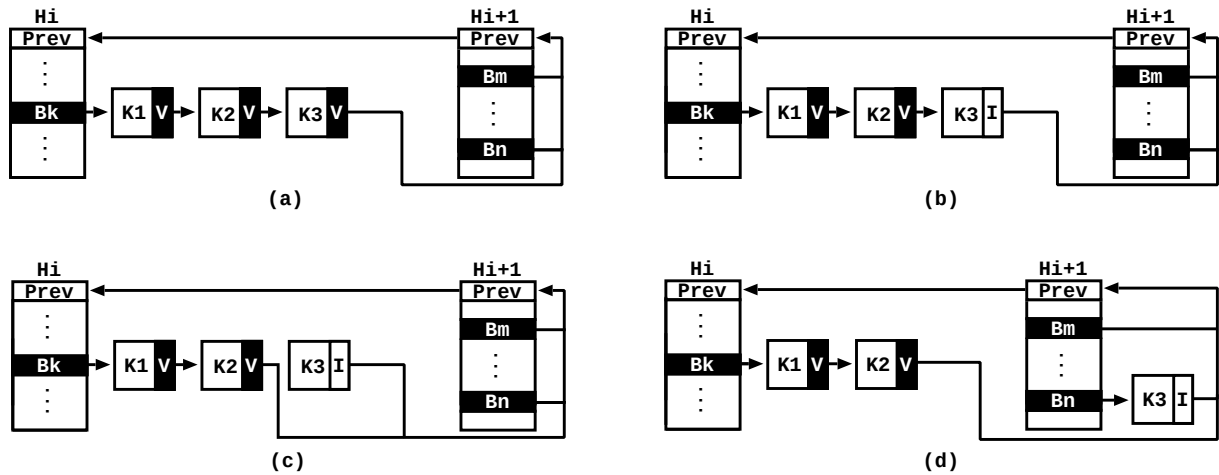 Hi Hi+1
Prev Prev
Bm
Bk K1 V K2 V K3 V
Bn
(a)
Hi Hi+1
Prev Prev
Bm
Bk K1 V K2 V K3 I
Bn
(b)
Hi Hi+1
Prev Prev
Bm
Bk K1 V K2 V K3 I
Bn
(c)
Hi Hi+1
Prev Prev
Bm
Bk K1 V K2 V
Bn K3 I
(d)